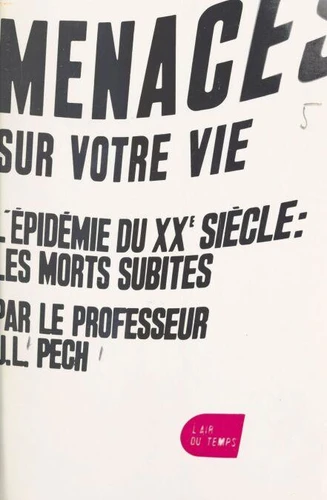 MENACES
SUR VOTRE VIE
L'ÉPIDÉMIE DU XXE SIÈCLE:
LES MORTS SUBITES
PAR LE PROFESSEUR
J.L. PECH
5
L'AIR
DU TEMPS